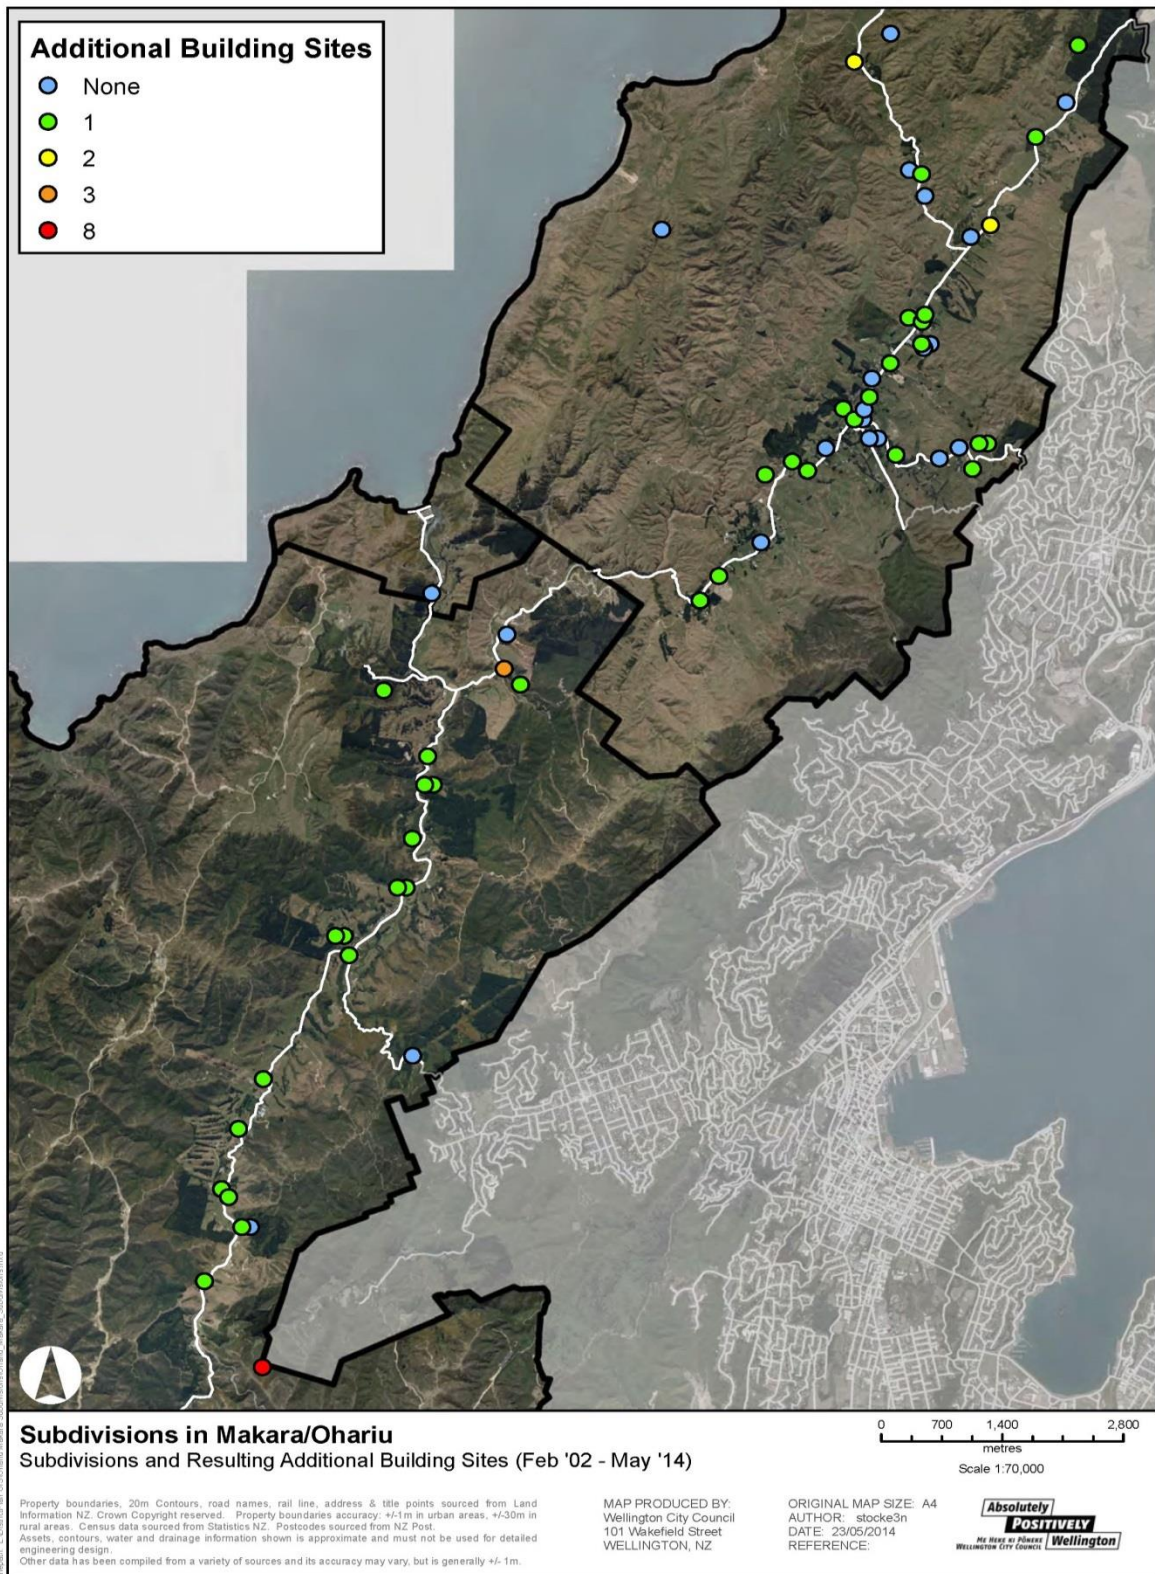 Additional Building Sites
None
1
2
3
8
Subdivisions in Makara/Ohariu
Subdivisions and Resulting Additional Building Sites (Feb '02 - May '14)
0 700 1,400 2,800
metres
Scale 1:70,000
Property boundaries, 20m Contours, road names, rail line, address & title points sourced from Land
Information NZ. Crown Copyright reserved. Property boundaries accuracy: +/-1m in urban areas, +/-30m in
rural areas. Census data sourced from Statistics NZ. Postcodes sourced from NZ Post.
Assets, contours, water and drainage information shown is approximate and must not be used for detailed
engineering design.
Other data has been compiled from a variety of sources and its accuracy may vary, but is generally +/- 1m.
MAP PRODUCED BY:
Wellington City Council
101 Wakefield Street
WELLINGTON, NZ
ORIGINAL MAP SIZE: A4
AUTHOR: stocke3n
DATE: 23/05/2014
REFERENCE:
Absolutely
POSITIVELY
ME HEKE KI PŌNEKE
WELLINGTON CITY COUNCIL
Wellington